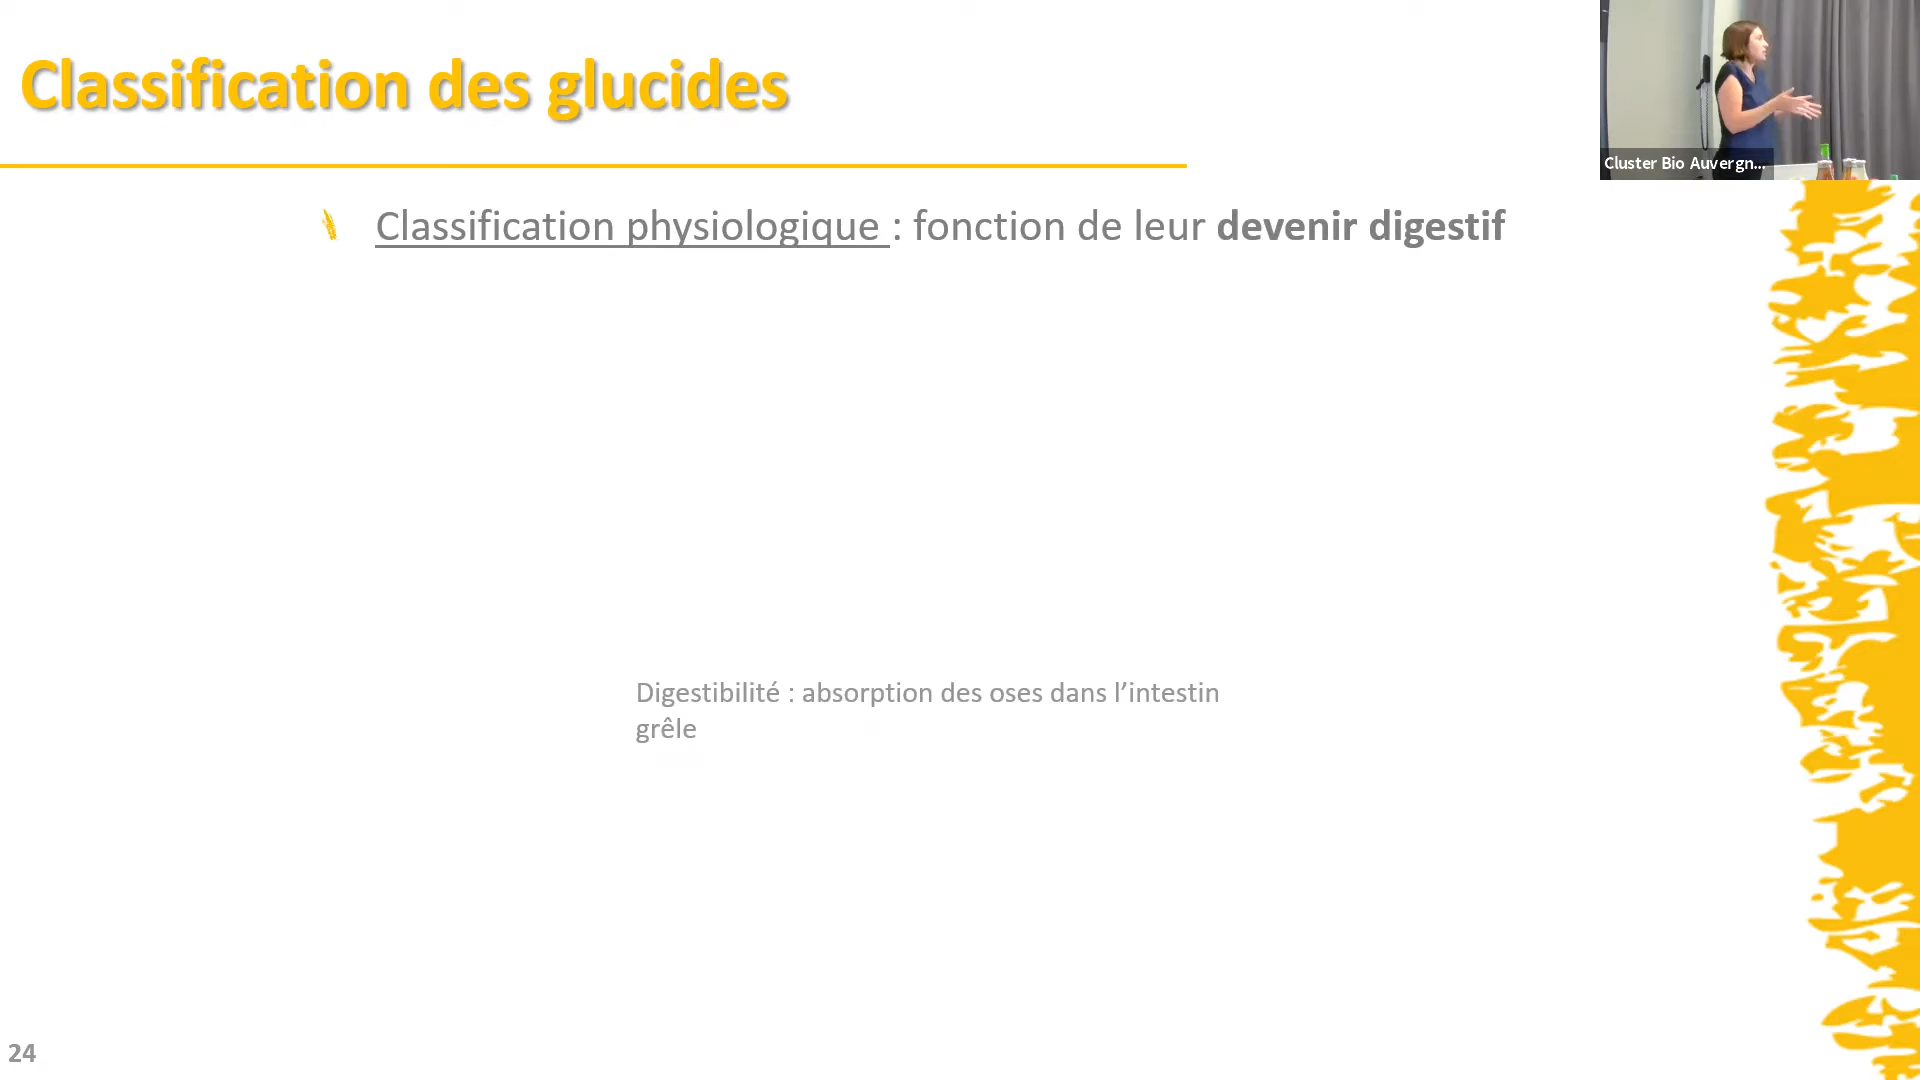 Classification des glucides
Cluster Bio Auvergn...
Classification physiologique : fonction de leur devenir digestif
Digestibilité : absorption des oses dans l’intestin
grêle
24